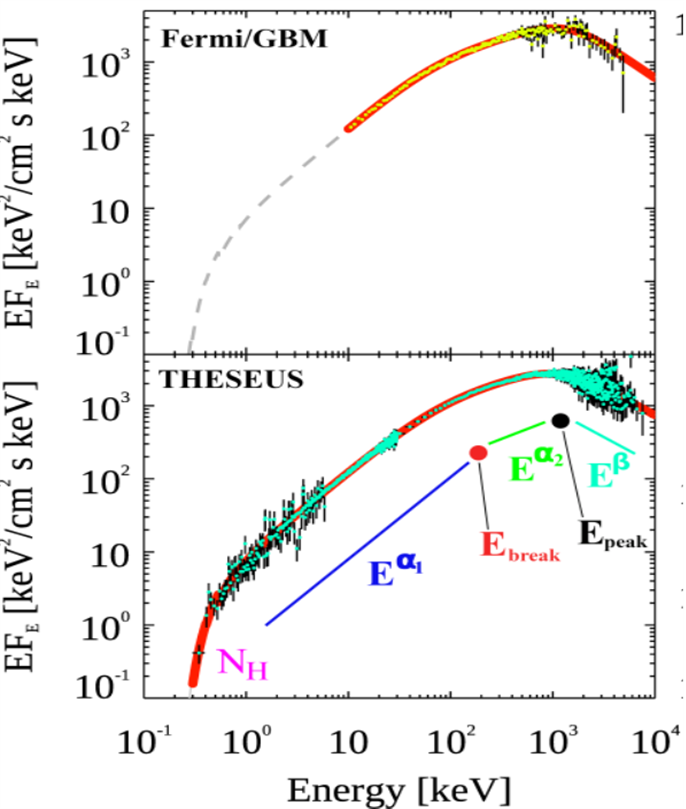 Fermi/GBM
EF_E [keV²/cm² s keV]
10³
10²
10
10⁰
10⁻¹
THESEUS
EF_E [keV²/cm² s keV]
10³
10²
10
10⁰
10⁻¹
E^α₂
E^β
E_break
E_peak
E^α₁
N_H
10⁻¹ 10⁰ 10 10² 10³ 10⁴
Energy [keV]
1